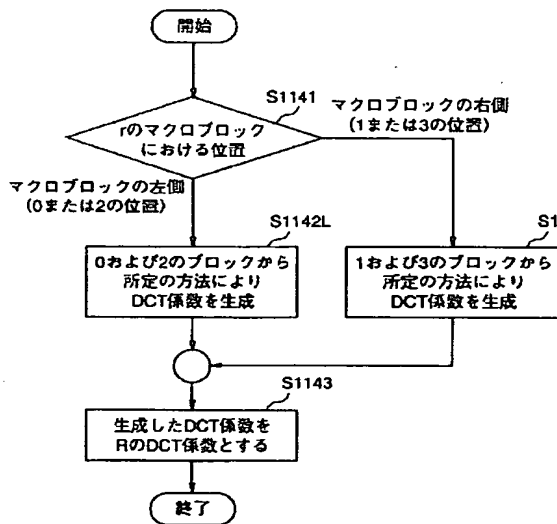 開始
S1141
rのマクロブロック
における位置
マクロブロックの右側
(1または3の位置)
マクロブロックの左側
(0または2の位置)
S1142L
0および2のブロックから
所定の方法により
DCT係数を生成
S1
1および3のブロックから
所定の方法により
DCT係数を生成
S1143
生成したDCT係数を
RのDCT係数とする
終了